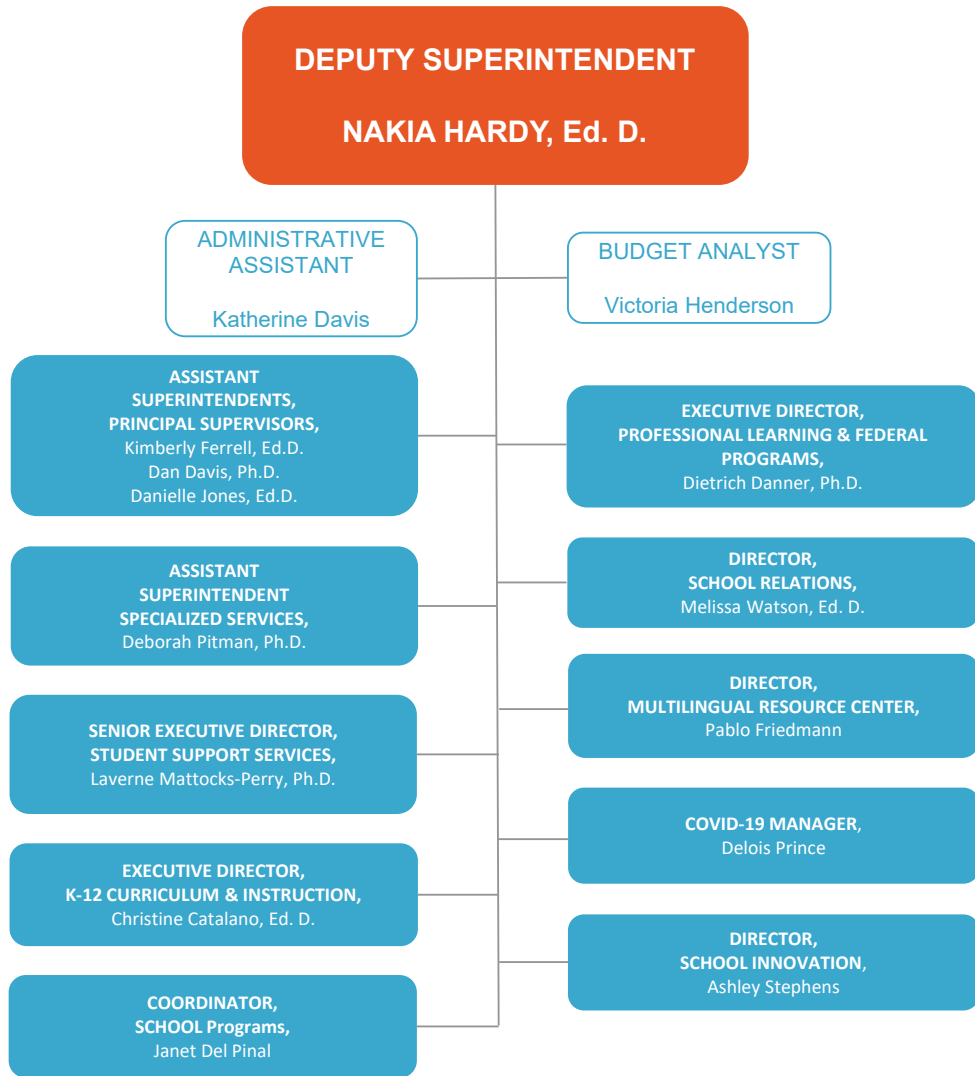 DEPUTY SUPERINTENDENT
NAKIA HARDY, Ed. D.
ADMINISTRATIVE
ASSISTANT
Katherine Davis
BUDGET ANALYST
Victoria Henderson
ASSISTANT
SUPERINTENDENTS,
PRINCIPAL SUPERVISORS,
Kimberly Ferrell, Ed.D.
Dan Davis, Ph.D.
Danielle Jones, Ed.D.
EXECUTIVE DIRECTOR,
PROFESSIONAL LEARNING & FEDERAL
PROGRAMS,
Dietrich Danner, Ph.D.
ASSISTANT
SUPERINTENDENT
SPECIALIZED SERVICES,
Deborah Pitman, Ph.D.
DIRECTOR,
SCHOOL RELATIONS,
Melissa Watson, Ed. D.
SENIOR EXECUTIVE DIRECTOR,
STUDENT SUPPORT SERVICES,
Laverne Mattocks-Perry, Ph.D.
DIRECTOR,
MULTILINGUAL RESOURCE CENTER,
Pablo Friedmann
EXECUTIVE DIRECTOR,
K-12 CURRICULUM & INSTRUCTION,
Christine Catalano, Ed. D.
COVID-19 MANAGER,
Delois Prince
COORDINATOR,
SCHOOL Programs,
Janet Del Pinal
DIRECTOR,
SCHOOL INNOVATION,
Ashley Stephens